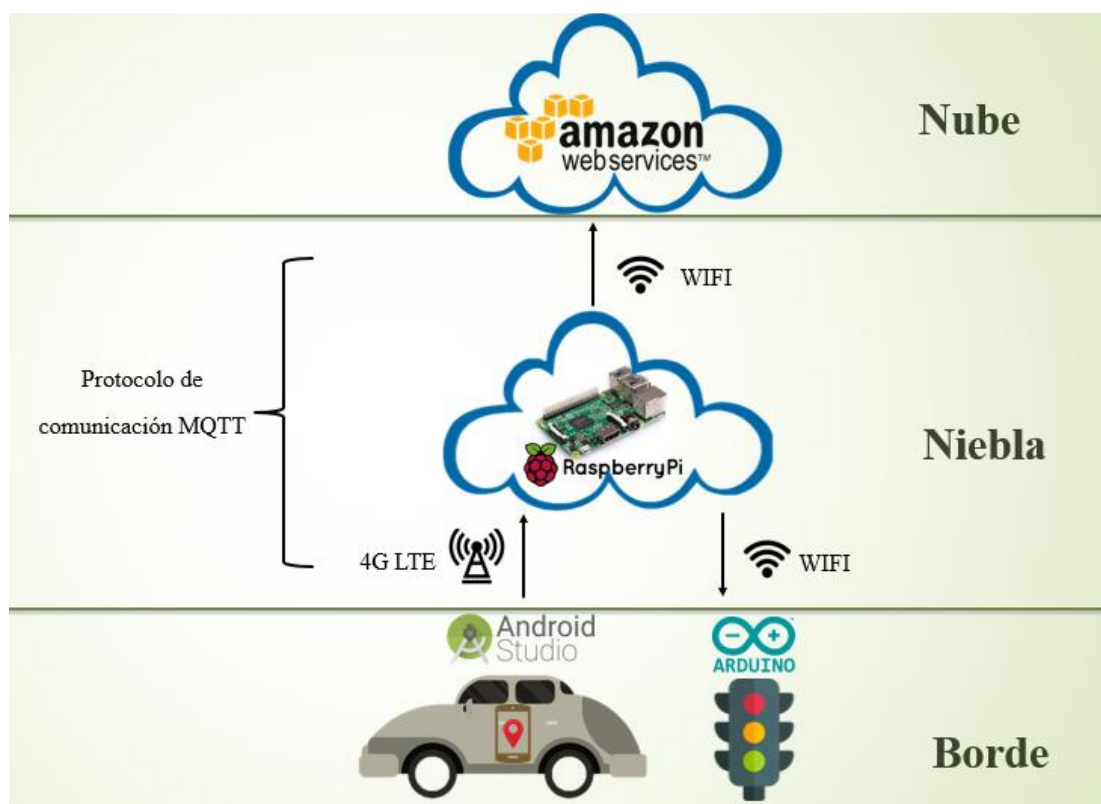 amazon
webservices™
Nube
WIFI
Protocolo de
comunicación MQTT
RaspberryPi
Niebla
4G LTE
WIFI
Android
Studio
ARDUINO
Borde